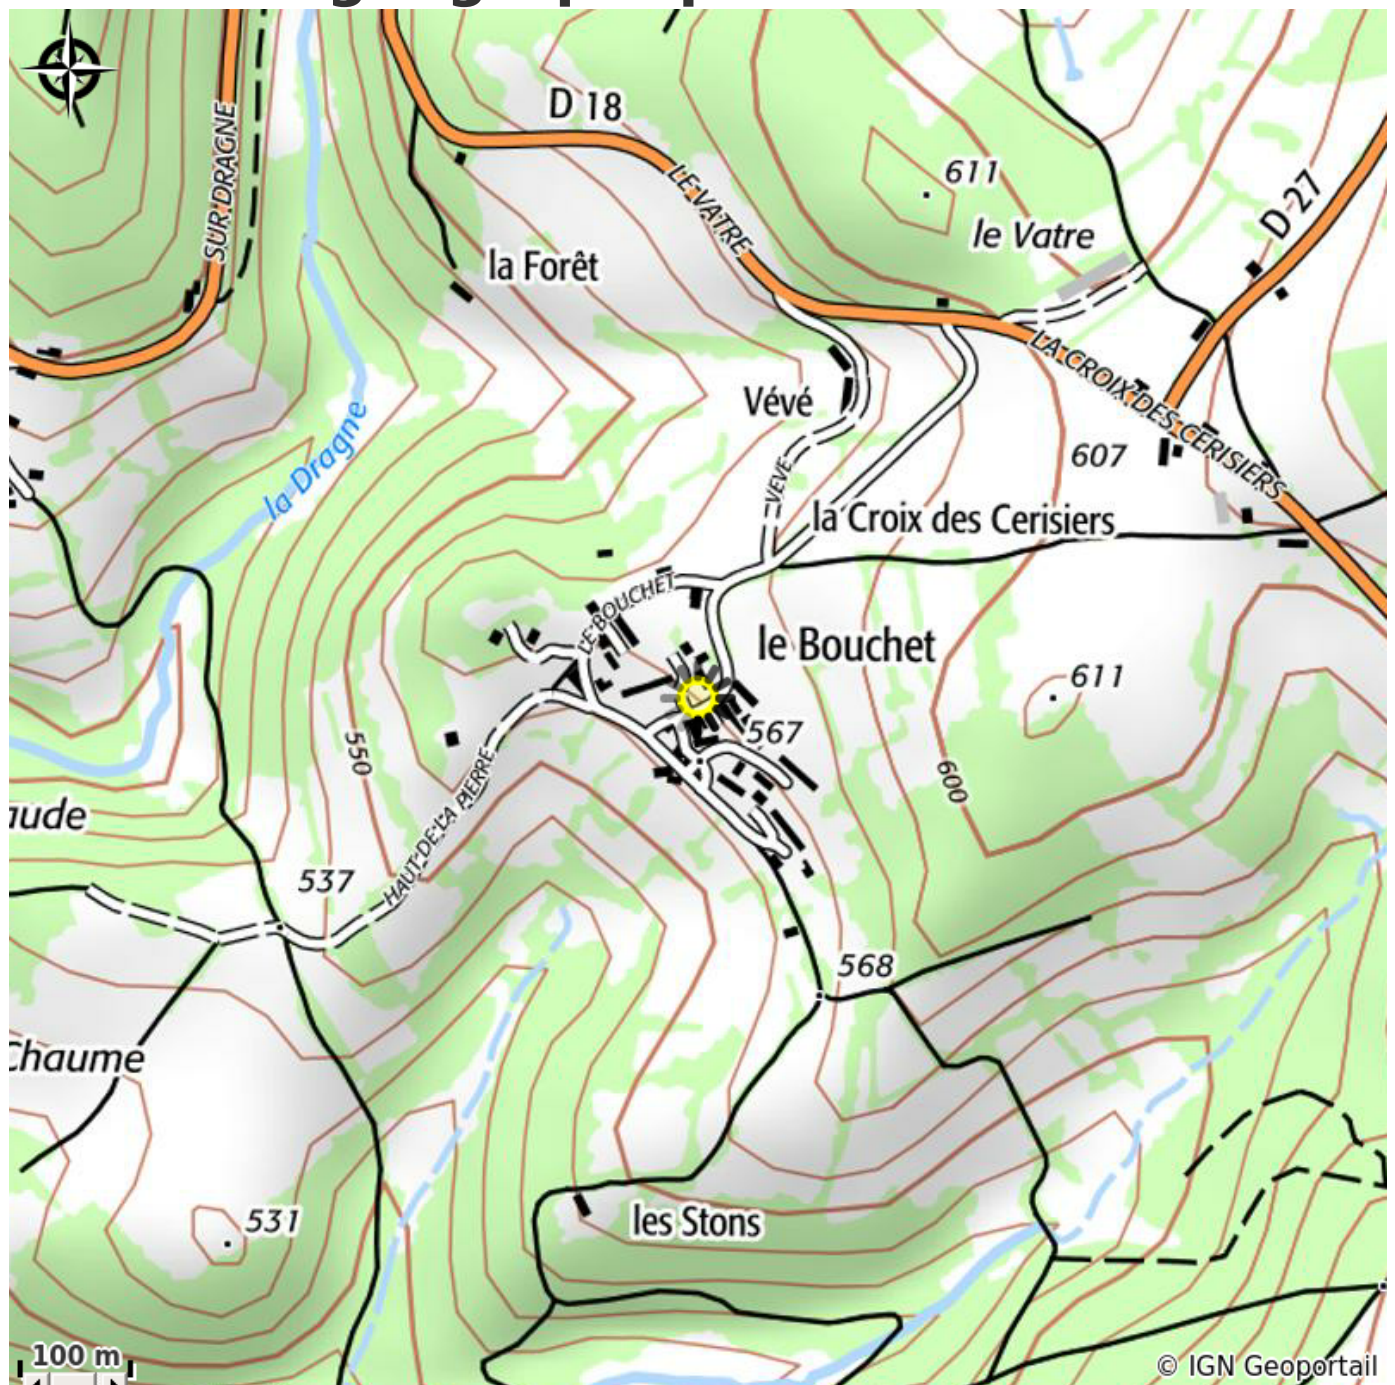 D 18
SUR DRAGNE
LE VATRE
611
le Vatre
D 27
la Forêt
LA CROIX DES CERISIERS
Vévé
la Dragne
VEVE
607
la Croix des Cerisiers
LE BOUCHET
le Bouchet
611
567
550
600
HAUT DE LA PIERRE
aude
537
568
Chaume
531
les Stons
100 m
© IGN Geoportail